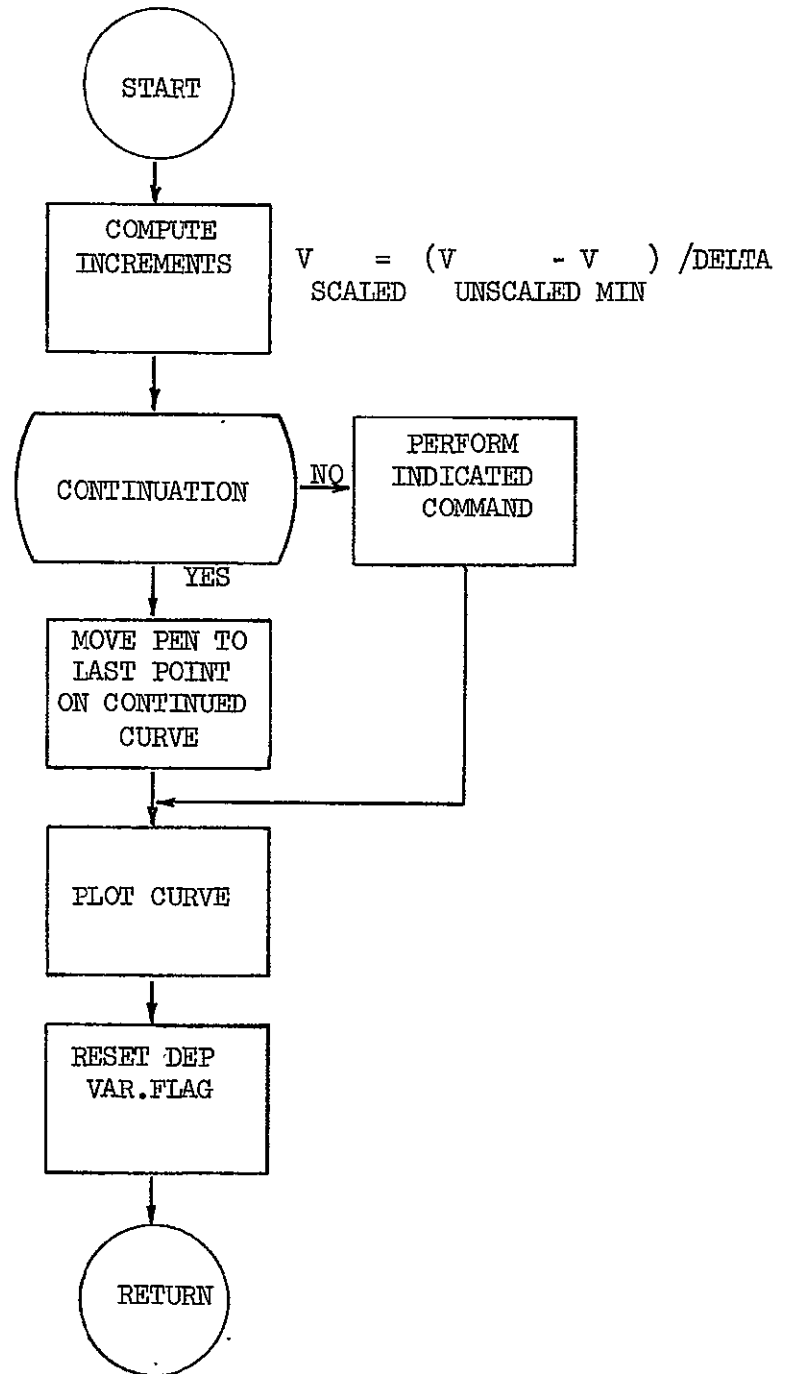 START
COMPUTE
INCREMENTS
V = (V - V ) /DELTA
SCALED UNSCALED MIN
CONTINUATION
NO
PERFORM
INDICATED
COMMAND
YES
MOVE PEN TO
LAST POINT
ON CONTINUED
CURVE
PLOT CURVE
RESET DEP
VAR.FLAG
RETURN